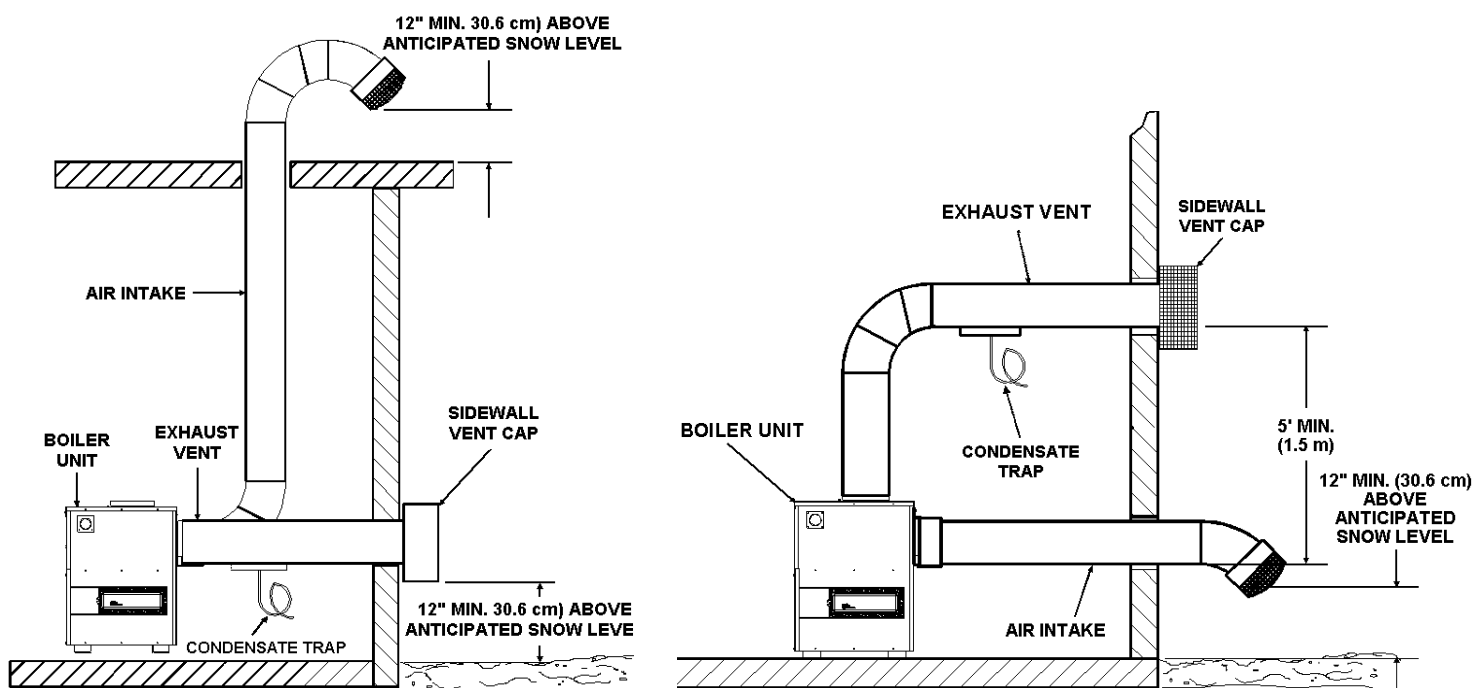 12" MIN. 30.6 cm) ABOVE
ANTICIPATED SNOW LEVEL
AIR INTAKE
BOILER
UNIT
EXHAUST
VENT
SIDEWALL
VENT CAP
12" MIN. 30.6 cm) ABOVE
ANTICIPATED SNOW LEVE
CONDENSATE TRAP
EXHAUST VENT
SIDEWALL
VENT CAP
BOILER UNIT
CONDENSATE
TRAP
5' MIN.
(1.5 m)
12" MIN. (30.6 cm)
ABOVE
ANTICIPATED
SNOW LEVEL
AIR INTAKE